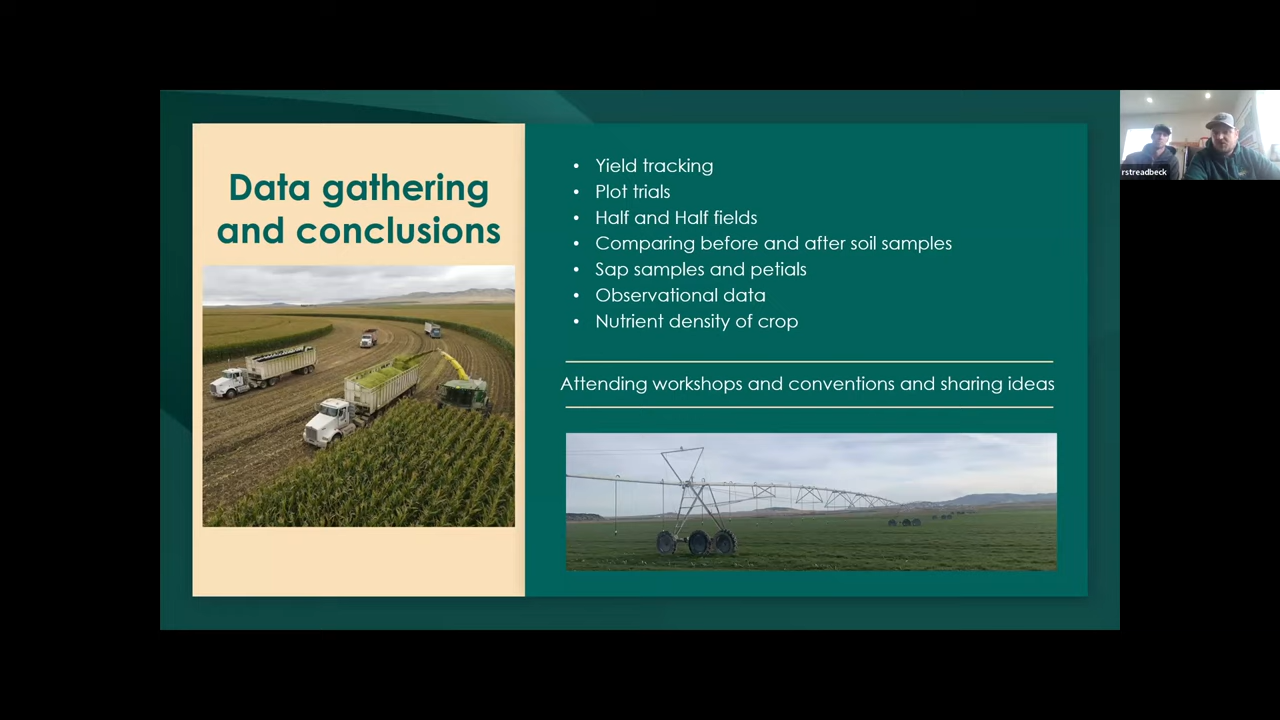 Data gathering
and conclusions
• Yield tracking
• Plot trials
• Half and Half fields
• Comparing before and after soil samples
• Sap samples and petials
• Observational data
• Nutrient density of crop
Attending workshops and conventions and sharing ideas
rstreadbeck